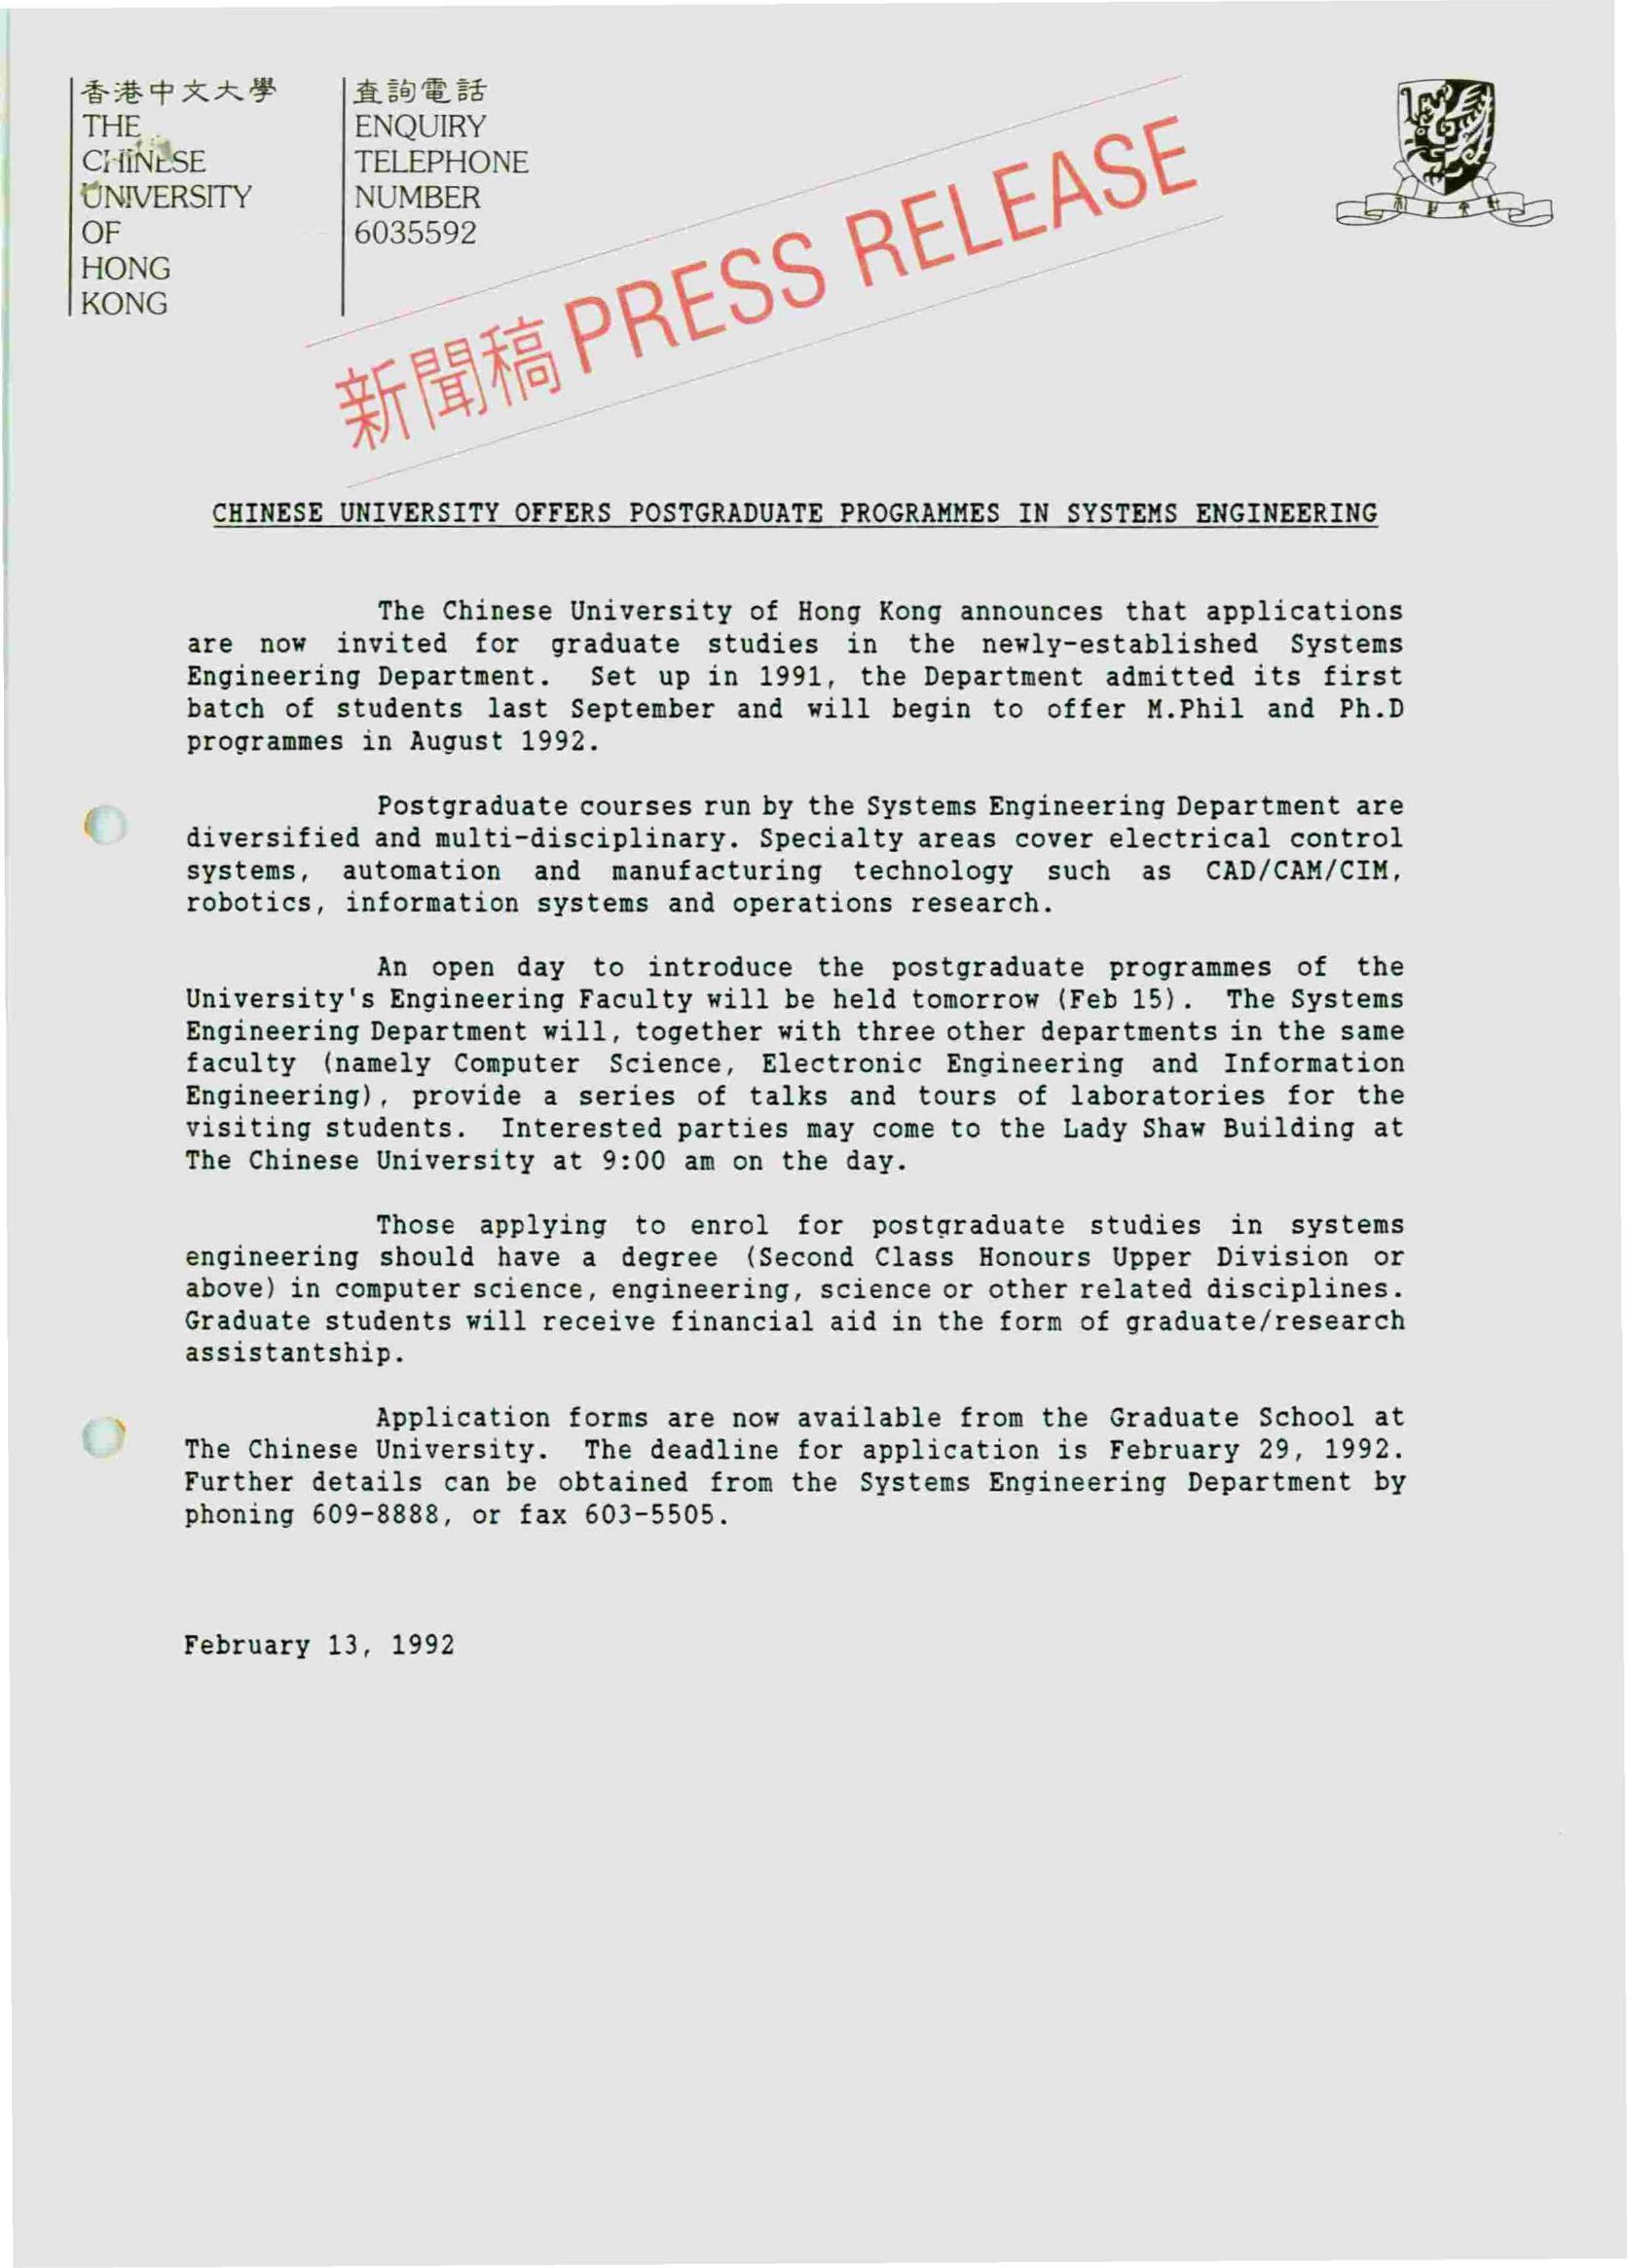 香港中文大學
THE
CHINESE
UNIVERSITY
OF
HONG
KONG
查詢電話
ENQUIRY
TELEPHONE
NUMBER
6035592
新聞稿 PRESS RELEASE
CHINESE UNIVERSITY OFFERS POSTGRADUATE PROGRAMMES IN SYSTEMS ENGINEERING
The Chinese University of Hong Kong announces that applications
are now invited for graduate studies in the newly-established Systems
Engineering Department. Set up in 1991, the Department admitted its first
batch of students last September and will begin to offer M.Phil and Ph.D
programmes in August 1992.
Postgraduate courses run by the Systems Engineering Department are
diversified and multi-disciplinary. Specialty areas cover electrical control
systems, automation and manufacturing technology such as CAD/CAM/CIM,
robotics, information systems and operations research.
An open day to introduce the postgraduate programmes of the
University's Engineering Faculty will be held tomorrow (Feb 15). The Systems
Engineering Department will, together with three other departments in the same
faculty (namely Computer Science, Electronic Engineering and Information
Engineering), provide a series of talks and tours of laboratories for the
visiting students. Interested parties may come to the Lady Shaw Building at
The Chinese University at 9:00 am on the day.
Those applying to enrol for postgraduate studies in systems
engineering should have a degree (Second Class Honours Upper Division or
above) in computer science, engineering, science or other related disciplines.
Graduate students will receive financial aid in the form of graduate/research
assistantship.
Application forms are now available from the Graduate School at
The Chinese University. The deadline for application is February 29, 1992.
Further details can be obtained from the Systems Engineering Department by
phoning 609-8888, or fax 603-5505.
February 13, 1992